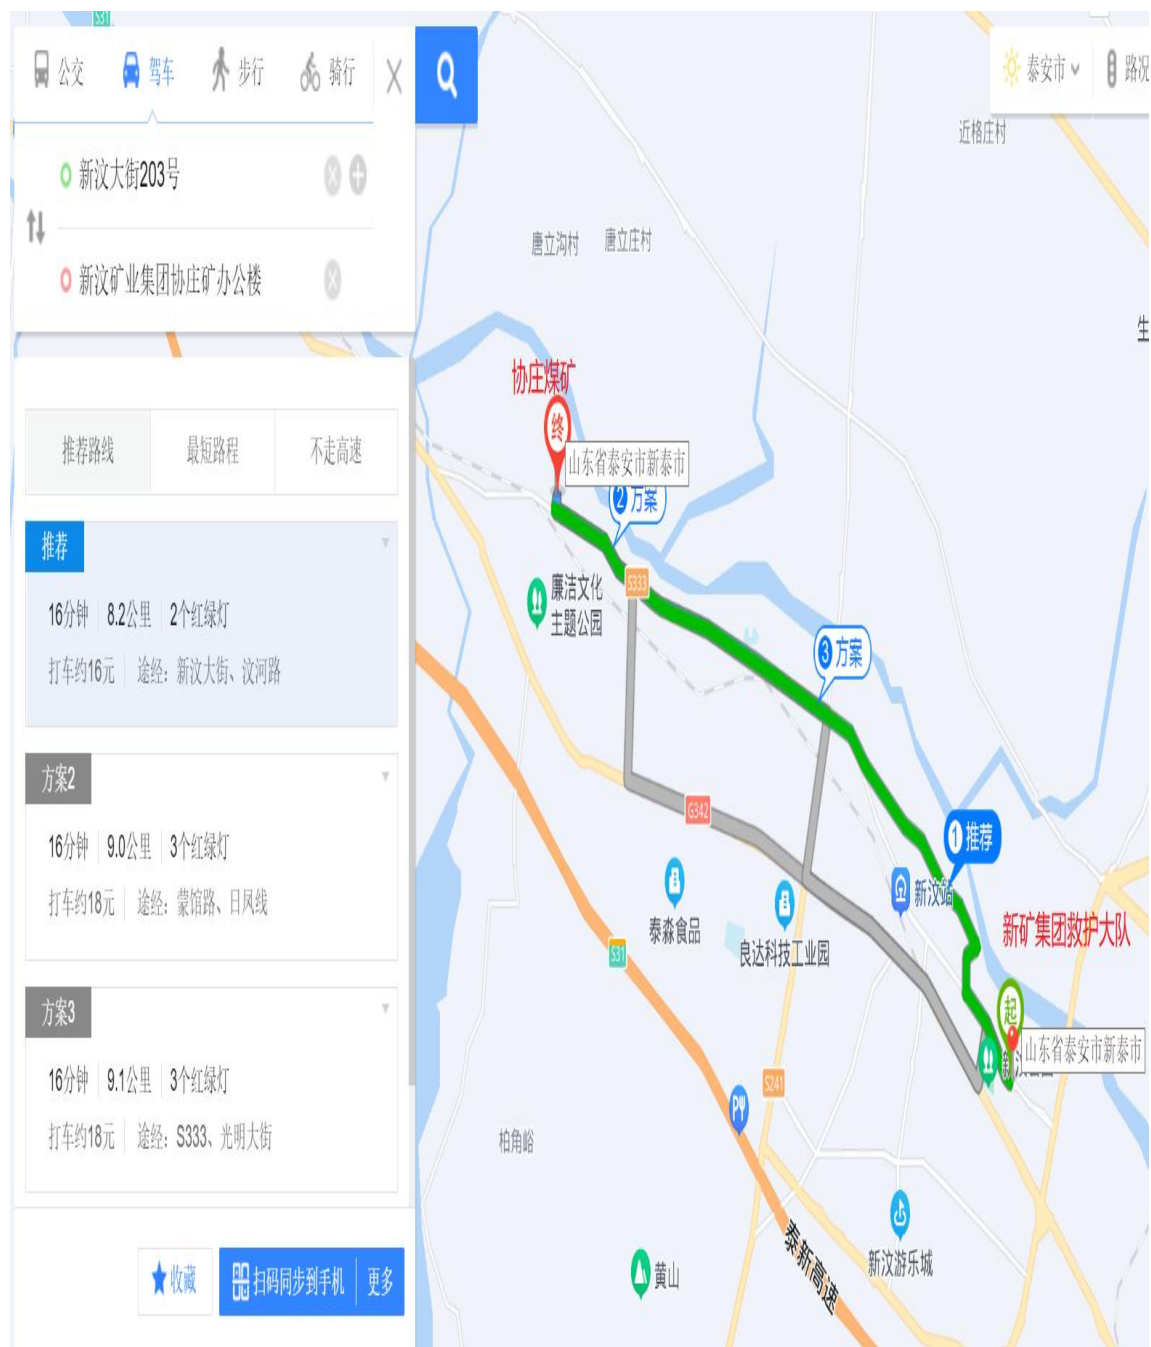 S31
公交 驾车 步行 骑行
新汶大街203号
新汶矿业集团协庄矿办公楼
推荐路线 最短路程 不走高速
推荐
16分钟 8.2公里 2个红绿灯
打车约16元 途经：新汶大街、汶河路
方案2
16分钟 9.0公里 3个红绿灯
打车约18元 途经：蒙馆路、日凤线
方案3
16分钟 9.1公里 3个红绿灯
打车约18元 途经：S333、光明大街
收藏 扫码同步到手机 更多
泰安市 路况
近格庄村
唐立沟村 唐立庄村
生
协庄煤矿
终
山东省泰安市新泰市
2 方案
S333
廉洁文化
主题公园
3 方案
G342
1 推荐
新汶站
泰淼食品
良达科技工业园
新矿集团救护大队
S31
起
山东省泰安市新泰市
S241
柏角峪
泰新高速
新汶游乐城
黄山